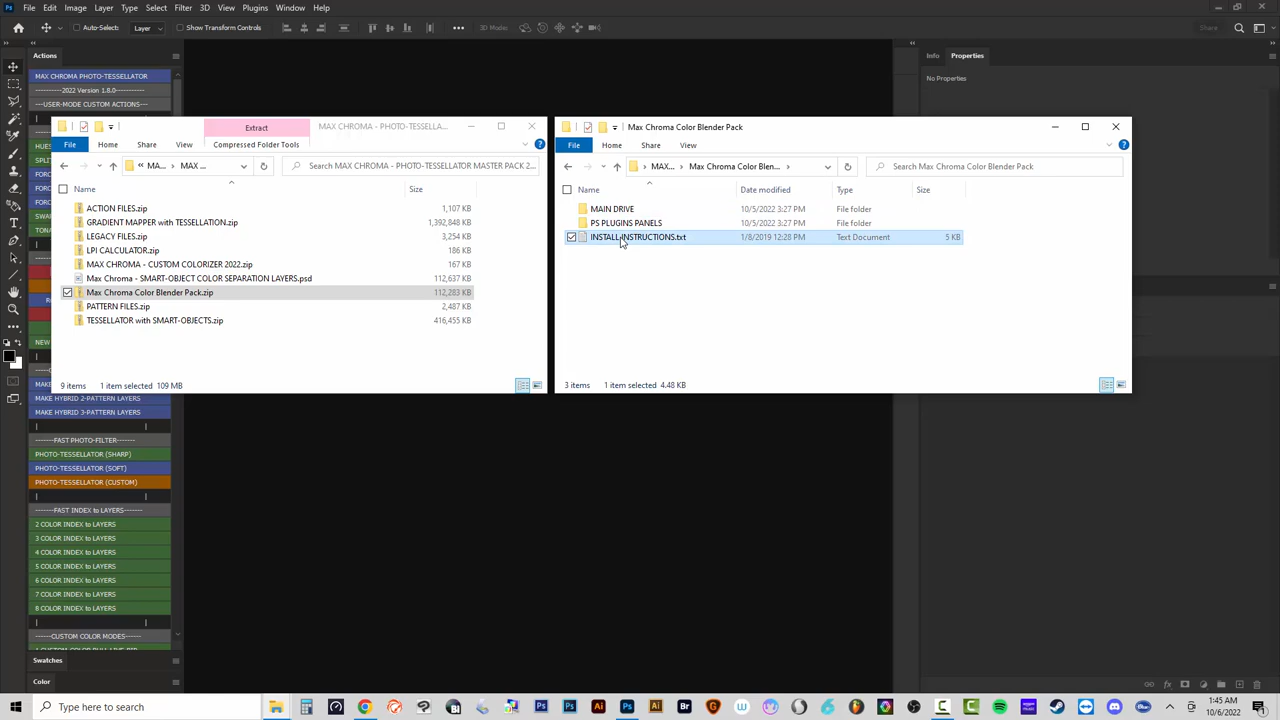 Ps File Edit Image Layer Type Select Filter 3D View Plugins Window Help
Auto-Select: Layer Show Transform Controls ••• 3D Mode: Share
Actions
MAX CHROMA PHOTO-TESSELLATOR
-----------2022 Version 1.8.0-----------
---USER-MODE CUSTOM ACTIONS---
MAKE HYBRID 2-PATTERN LAYERS
MAKE HYBRID 3-PATTERN LAYERS
-------FAST PHOTO-FILTER-------
PHOTO-TESSELLATOR (SHARP)
PHOTO-TESSELLATOR (SOFT)
PHOTO-TESSELLATOR (CUSTOM)
------FAST INDEX to LAYERS------
2 COLOR INDEX to LAYERS
3 COLOR INDEX to LAYERS
4 COLOR INDEX to LAYERS
5 COLOR INDEX to LAYERS
6 COLOR INDEX to LAYERS
7 COLOR INDEX to LAYERS
8 COLOR INDEX to LAYERS
------CUSTOM COLOR MODES------
Swatches
Color
Extract MAX CHROMA - PHOTO-TESSELLA...
File Home Share View Compressed Folder Tools
« MA... › MAX ... Search MAX CHROMA - PHOTO-TESSELLATOR MASTER PACK 2...
Name Size
ACTION FILES.zip 1,107 KB
GRADIENT MAPPER with TESSELLATION.zip 1,392,848 KB
LEGACY FILES.zip 3,254 KB
LPI CALCULATOR.zip 186 KB
MAX CHROMA - CUSTOM COLORIZER 2022.zip 167 KB
Max Chroma - SMART-OBJECT COLOR SEPARATION LAYERS.psd 112,637 KB
Max Chroma Color Blender Pack.zip 112,283 KB
PATTERN FILES.zip 2,487 KB
TESSELLATOR with SMART-OBJECTS.zip 416,455 KB
9 items 1 item selected 109 MB
Max Chroma Color Blender Pack
File Home Share View
MAX... › Max Chroma Color Blen... › Search Max Chroma Color Blender Pack
Name Date modified Type Size
MAIN DRIVE 10/5/2022 3:27 PM File folder
PS PLUGINS PANELS 10/5/2022 3:27 PM File folder
INSTALL INSTRUCTIONS.txt 1/8/2019 12:28 PM Text Document 5 KB
3 items 1 item selected 4.48 KB
Info Properties
No Properties
Type here to search
1:45 AM
10/6/2022